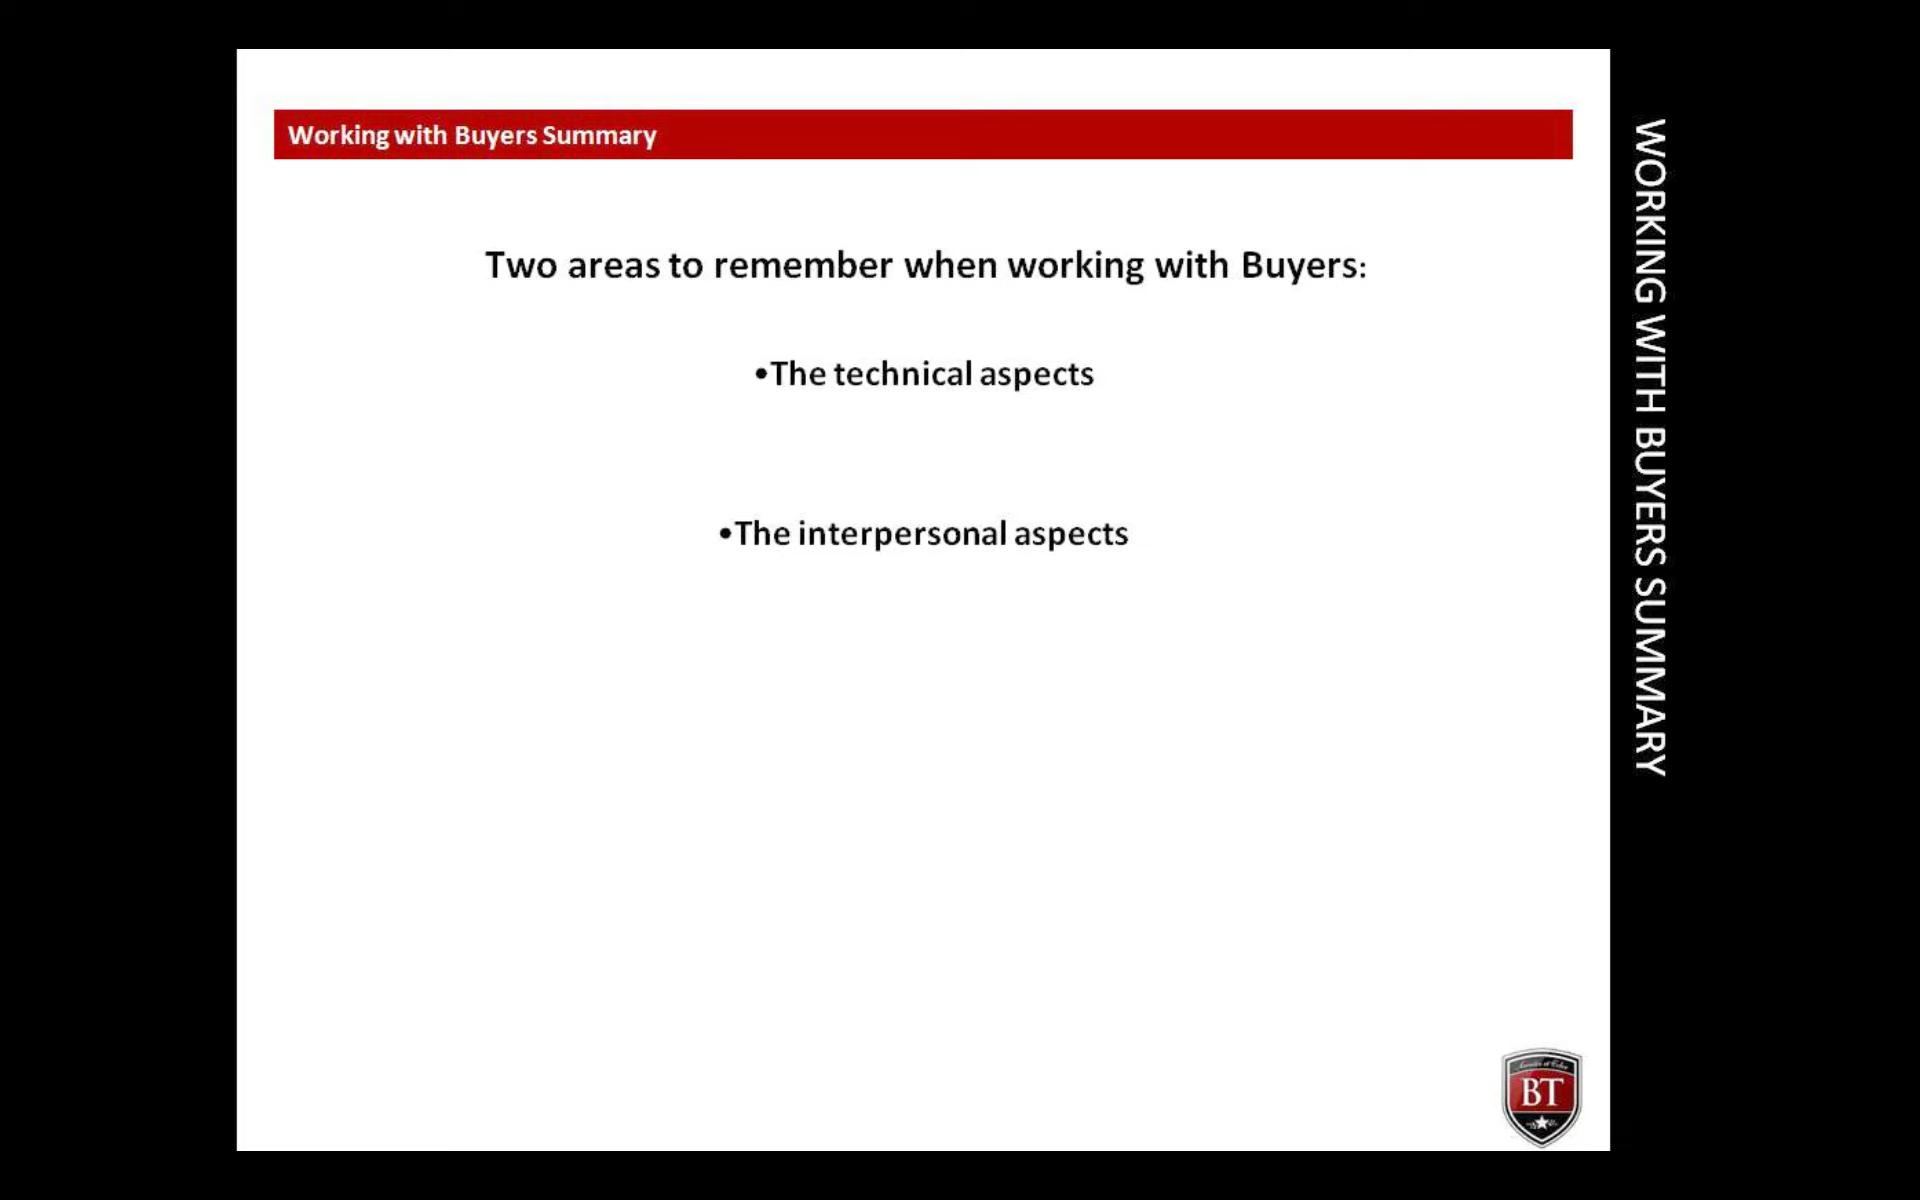 Working with Buyers Summary
Two areas to remember when working with Buyers:
•The technical aspects
•The interpersonal aspects
WORKING WITH BUYERS SUMMARY
BT